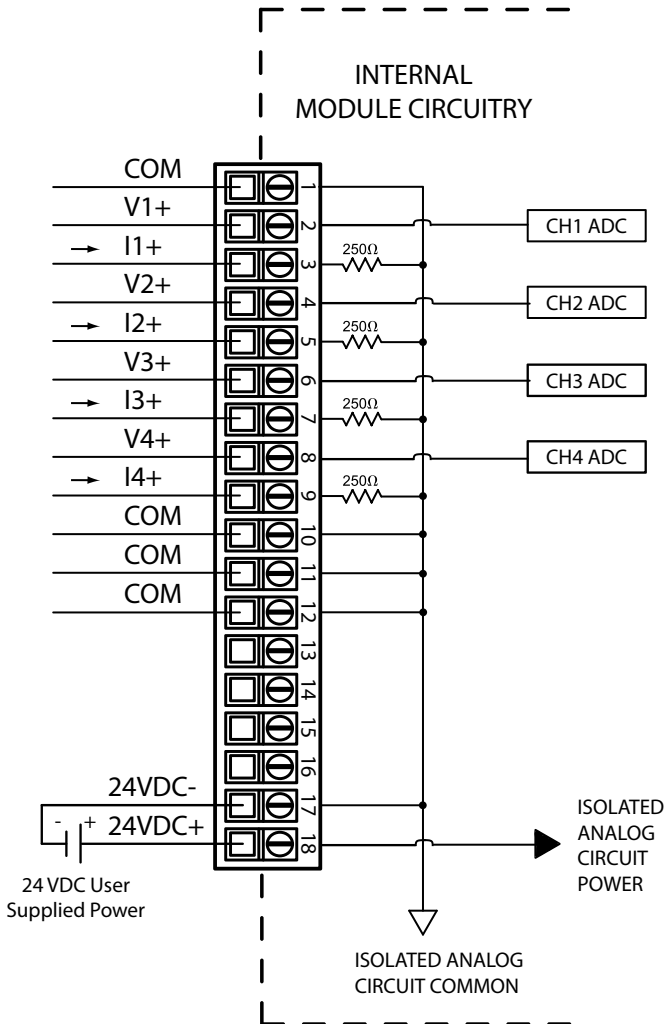 INTERNAL
MODULE CIRCUITRY
COM
1
V1+
2
CH1 ADC
I1+
3
250Ω
V2+
4
CH2 ADC
I2+
5
250Ω
V3+
6
CH3 ADC
I3+
7
250Ω
V4+
8
CH4 ADC
I4+
9
250Ω
COM
10
COM
11
COM
12
13
14
15
16
24VDC-
17
- + 24VDC+
18
24 VDC User
Supplied Power
ISOLATED
ANALOG
CIRCUIT
POWER
ISOLATED ANALOG
CIRCUIT COMMON